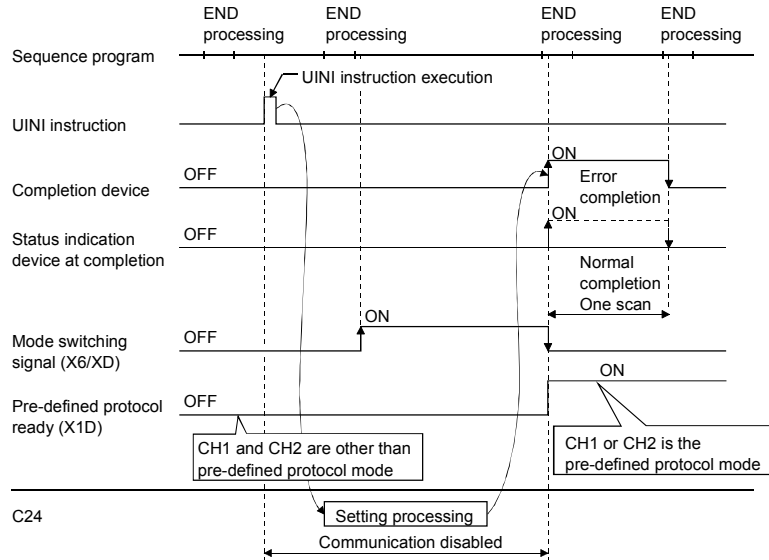 END
processing
END
processing
END
processing
END
processing
Sequence program
UINI instruction execution
UINI instruction
ON
OFF
Completion device
Error
completion
ON
Status indication
device at completion
OFF
Normal
completion
One scan
ON
Mode switching
signal (X6/XD)
OFF
ON
Pre-defined protocol
ready (X1D)
OFF
CH1 and CH2 are other than
pre-defined protocol mode
CH1 or CH2 is the
pre-defined protocol mode
C24
Setting processing
Communication disabled